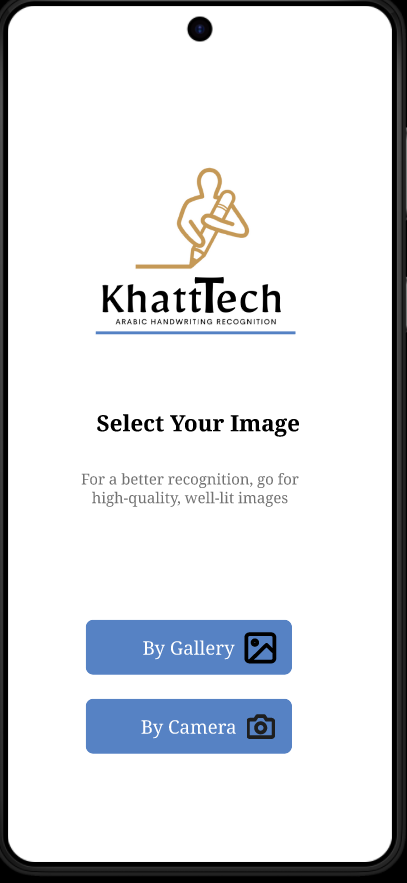 KhattTech
ARABIC HANDWRITING RECOGNITION
Select Your Image
For a better recognition, go for
high-quality, well-lit images
By Gallery
By Camera